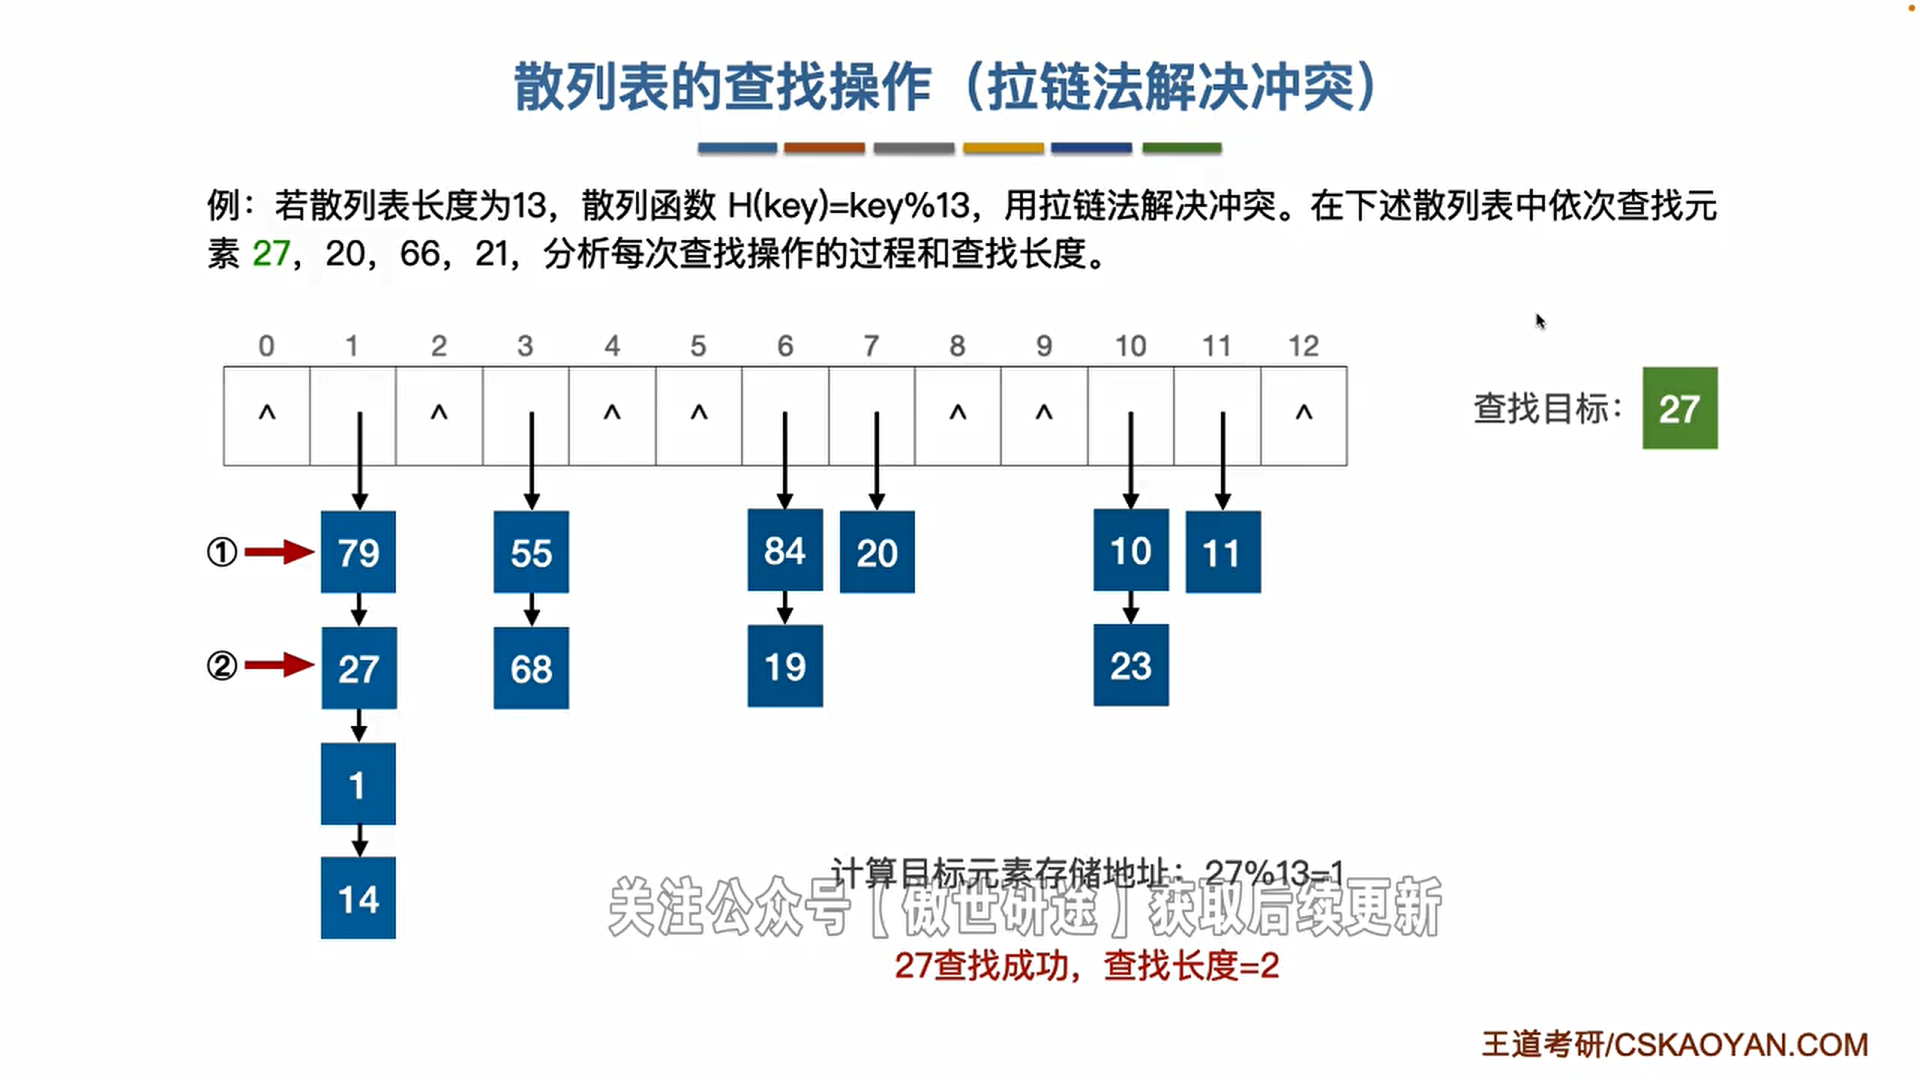 散列表的查找操作（拉链法解决冲突）
例：若散列表长度为13，散列函数 H(key)=key%13，用拉链法解决冲突。在下述散列表中依次查找元
素 27，20，66，21，分析每次查找操作的过程和查找长度。
0 1 2 3 4 5 6 7 8 9 10 11 12
^ ^ ^ ^ ^ ^ ^
查找目标： 27
① 79 55 84 20 10 11
② 27 68 19 23
1
14
计算目标元素存储地址：27%13=1
关注公众号【傲世研途】获取后续更新
27查找成功，查找长度=2
王道考研/CSKAOYAN.COM